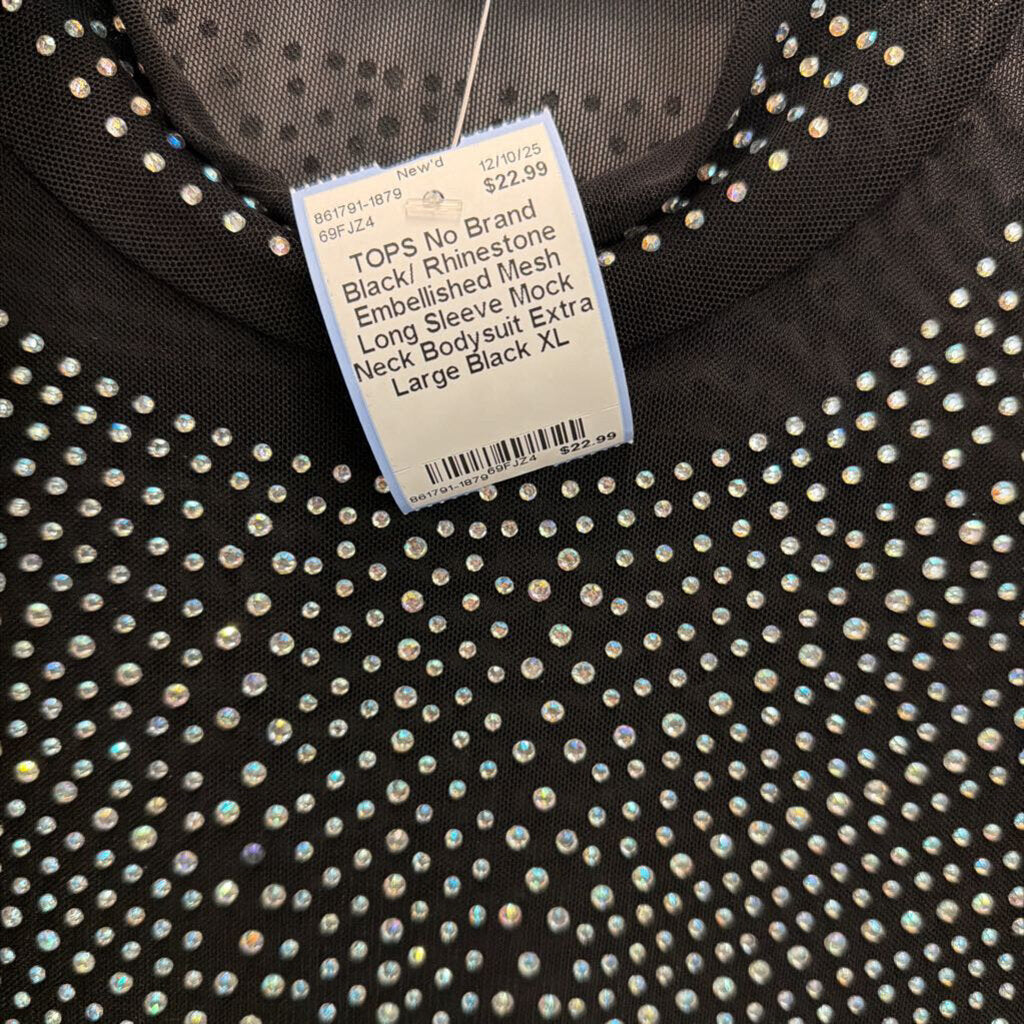 New'd
12/10/25
861791-1879
$22.99
69FJZ4
TOPS No Brand
Black/ Rhinestone
Embellished Mesh
Long Sleeve Mock
Neck Bodysuit Extra
Large Black XL
861791-1879 69FJZ4 $22.99